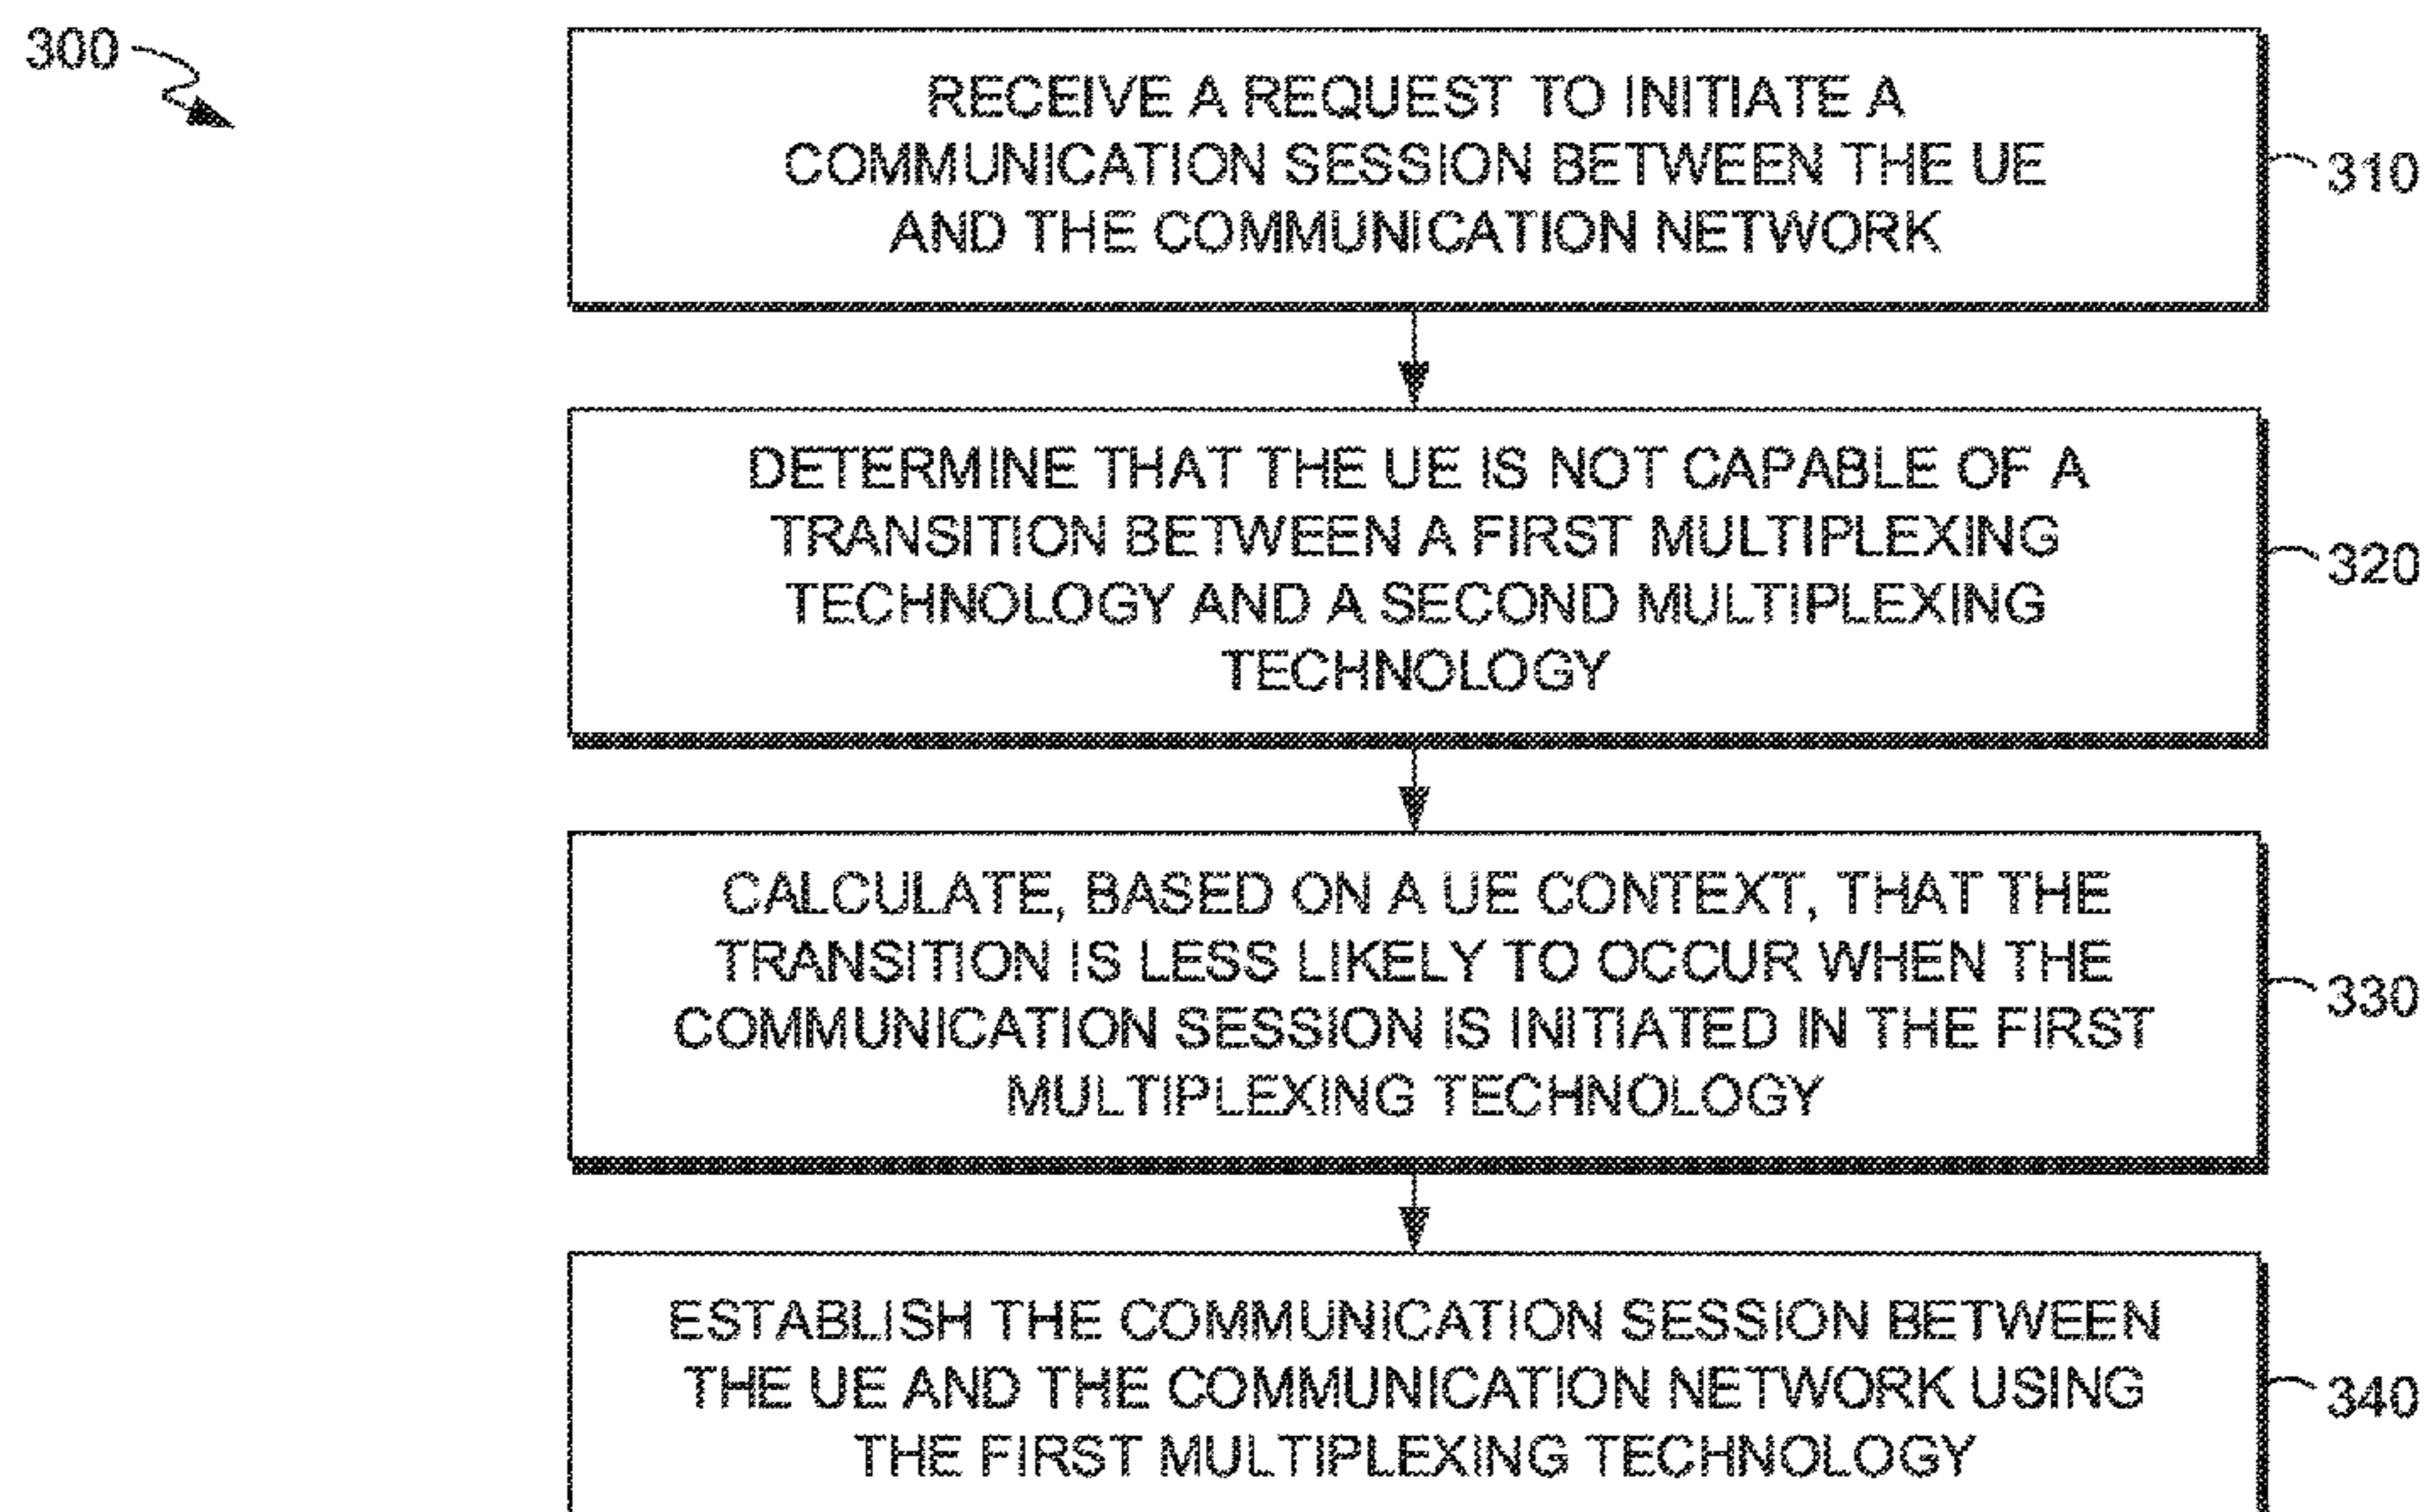 300
RECEIVE A REQUEST TO INITIATE A
COMMUNICATION SESSION BETWEEN THE UE
AND THE COMMUNICATION NETWORK
310
DETERMINE THAT THE UE IS NOT CAPABLE OF A
TRANSITION BETWEEN A FIRST MULTIPLEXING
TECHNOLOGY AND A SECOND MULTIPLEXING
TECHNOLOGY
320
CALCULATE, BASED ON A UE CONTEXT, THAT THE
TRANSITION IS LESS LIKELY TO OCCUR WHEN THE
COMMUNICATION SESSION IS INITIATED IN THE FIRST
MULTIPLEXING TECHNOLOGY
330
ESTABLISH THE COMMUNICATION SESSION BETWEEN
THE UE AND THE COMMUNICATION NETWORK USING
THE FIRST MULTIPLEXING TECHNOLOGY
340